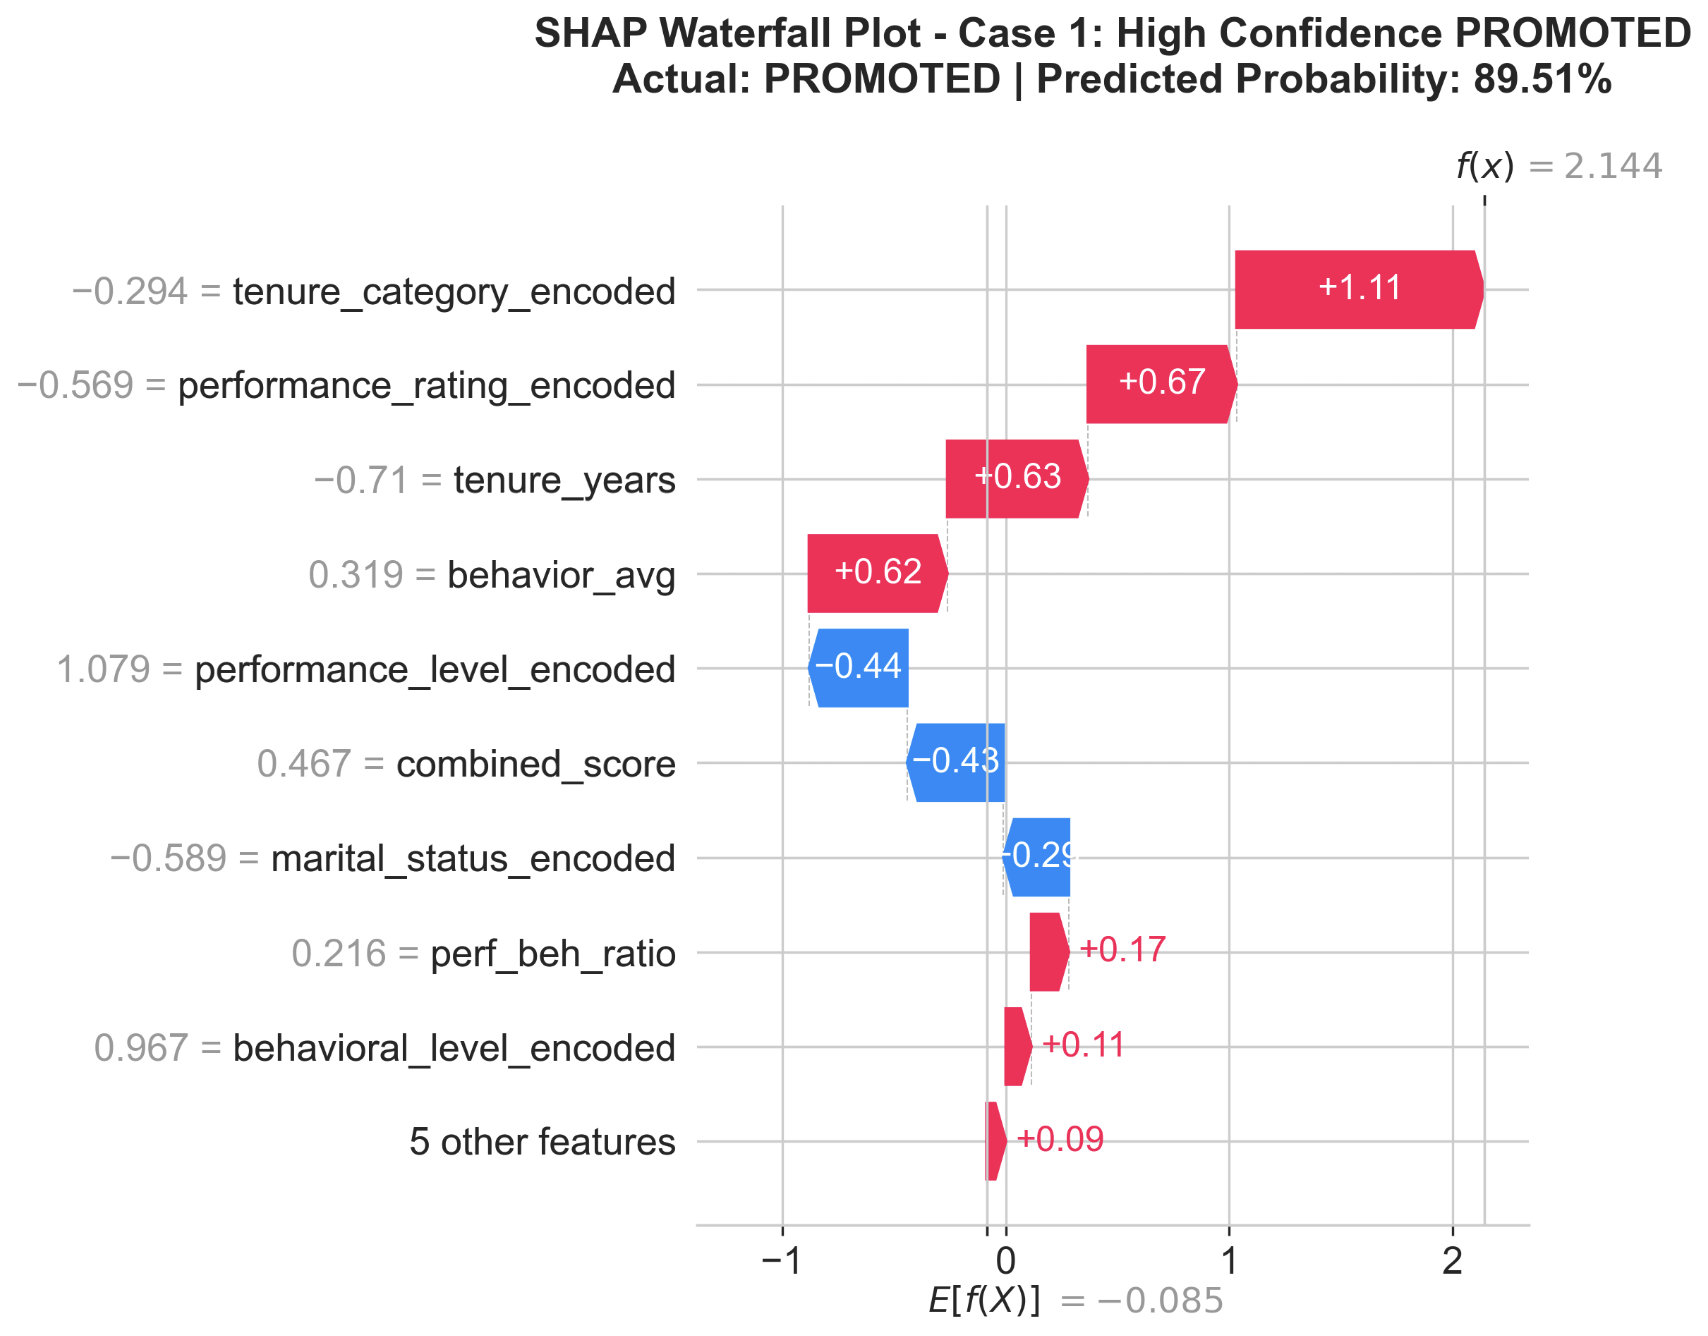 SHAP Waterfall Plot - Case 1: High Confidence PROMOTED
Actual: PROMOTED | Predicted Probability: 89.51%
f(x) = 2.144
−0.294 = tenure_category_encoded
+1.11
−0.569 = performance_rating_encoded
+0.67
−0.71 = tenure_years
+0.63
0.319 = behavior_avg
+0.62
1.079 = performance_level_encoded
−0.44
0.467 = combined_score
−0.43
−0.589 = marital_status_encoded
−0.29
0.216 = perf_beh_ratio
+0.17
0.967 = behavioral_level_encoded
+0.11
5 other features
+0.09
−1
0
1
2
E[f(X)] = −0.085